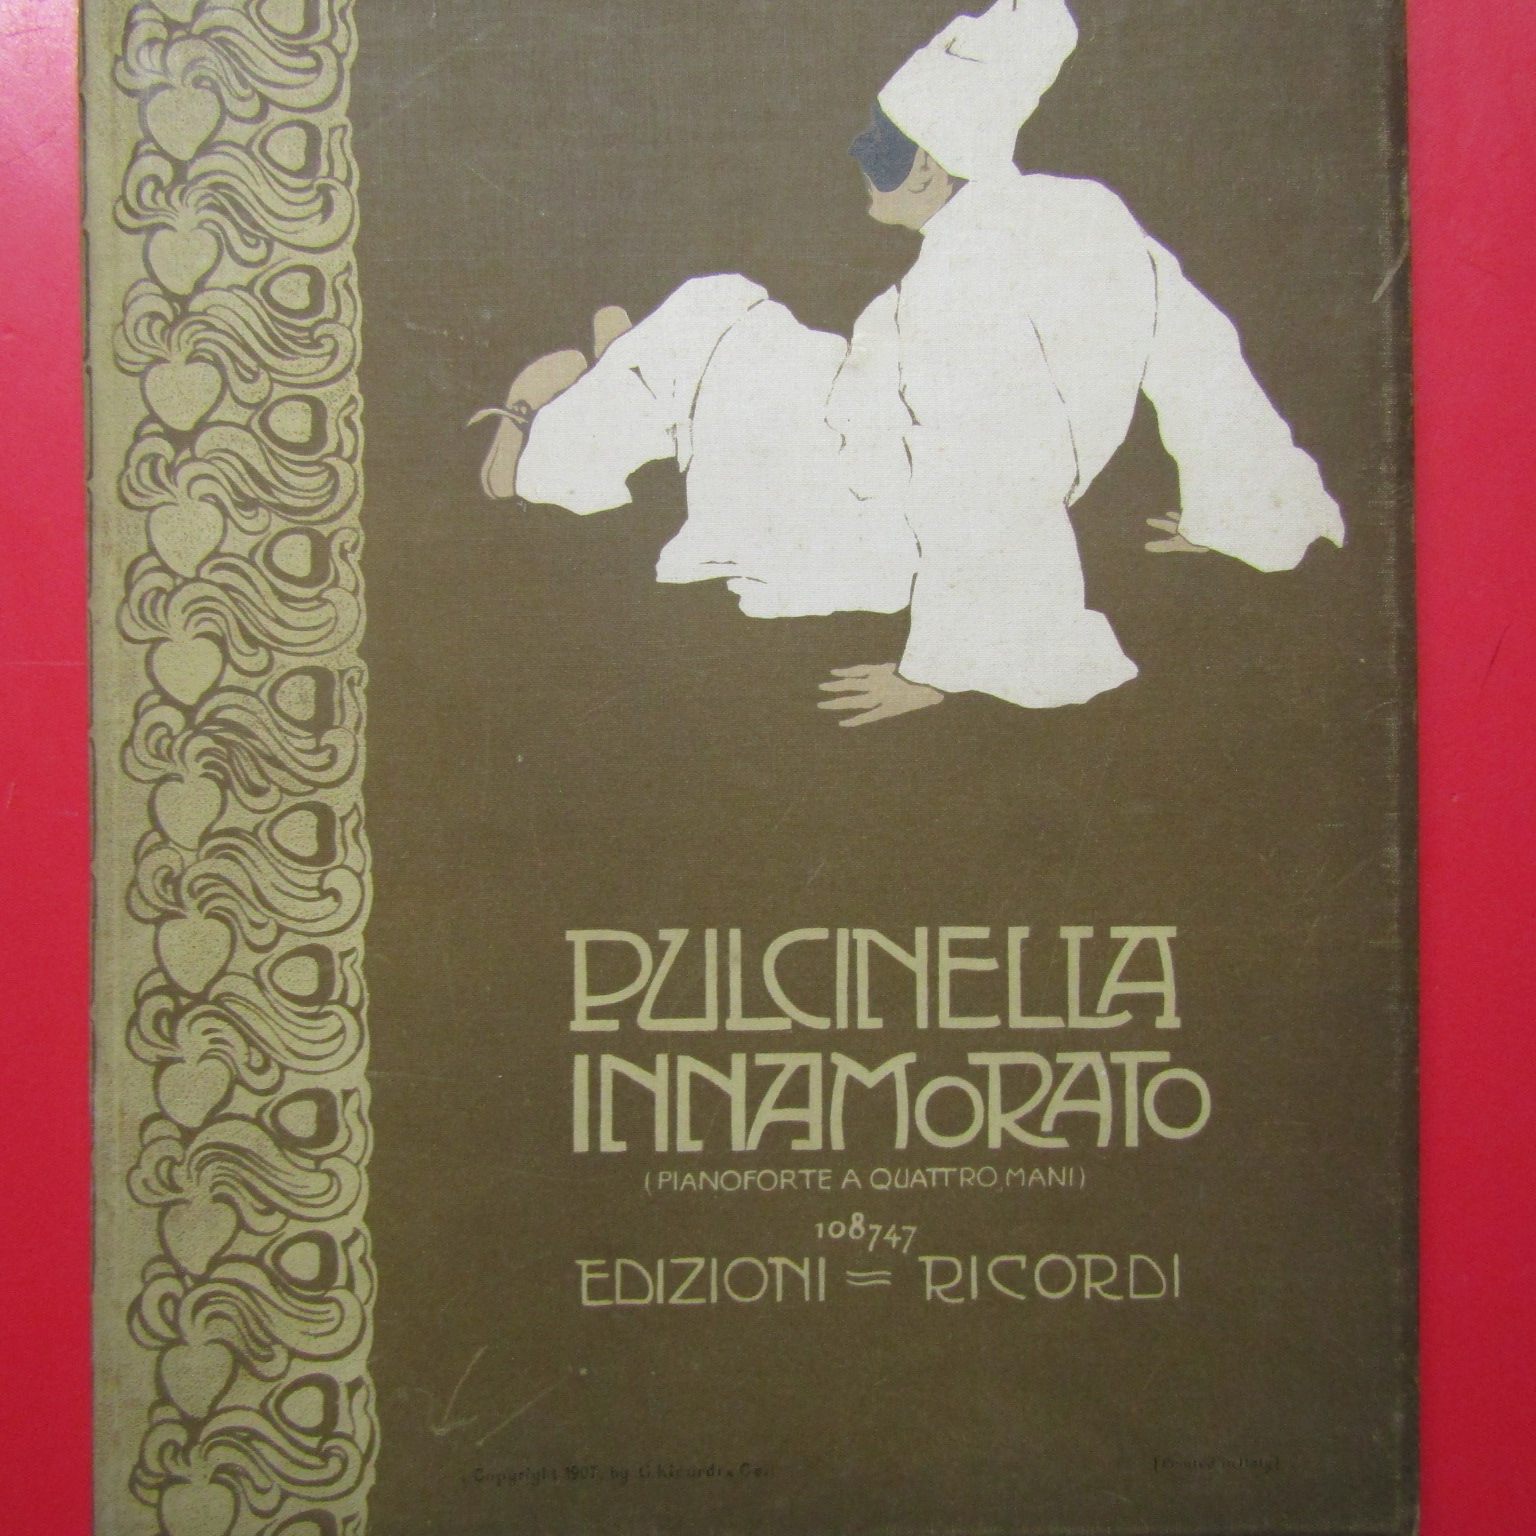 PULCINELLA
INNAMORATO
(PIANOFORTE A QUATTRO MANI)
108747
EDIZIONI = RICORDI
Copyright 1907, by G. Ricordi & Co.
(Printed in Italy)